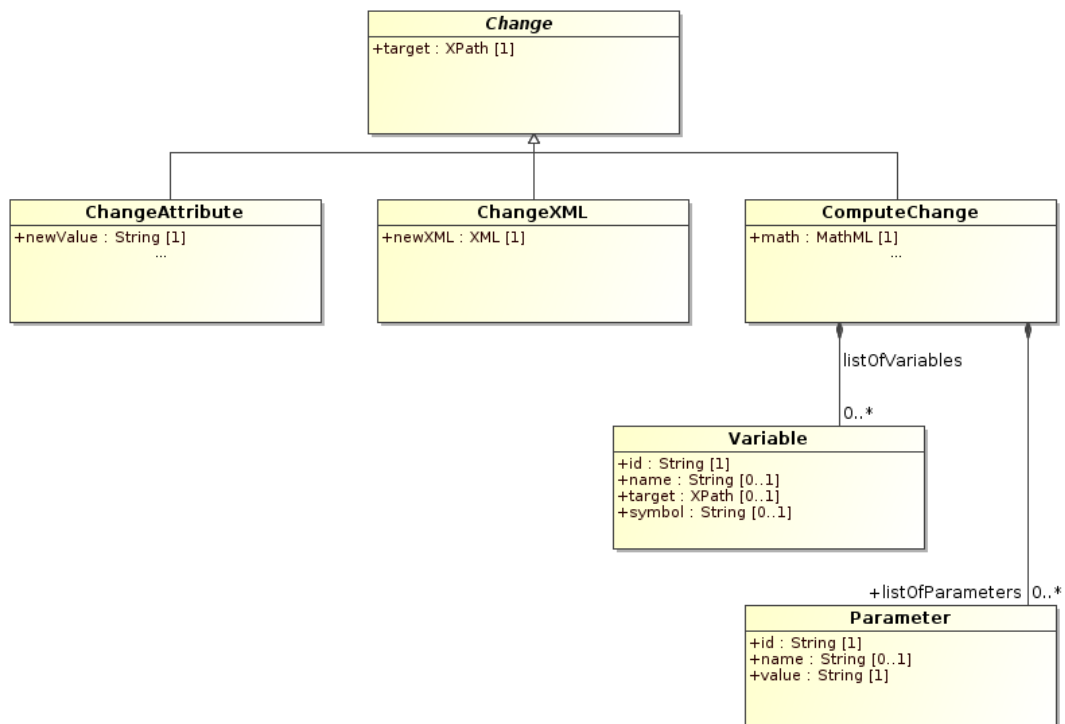 Change
+target : XPath [1]
ChangeAttribute
+newValue : String [1]
...
ChangeXML
+newXML : XML [1]
ComputeChange
+math : MathML [1]
...
listOfVariables
0..*
Variable
+id : String [1]
+name : String [0..1]
+target : XPath [0..1]
+symbol : String [0..1]
+listOfParameters 0..*
Parameter
+id : String [1]
+name : String [0..1]
+value : String [1]